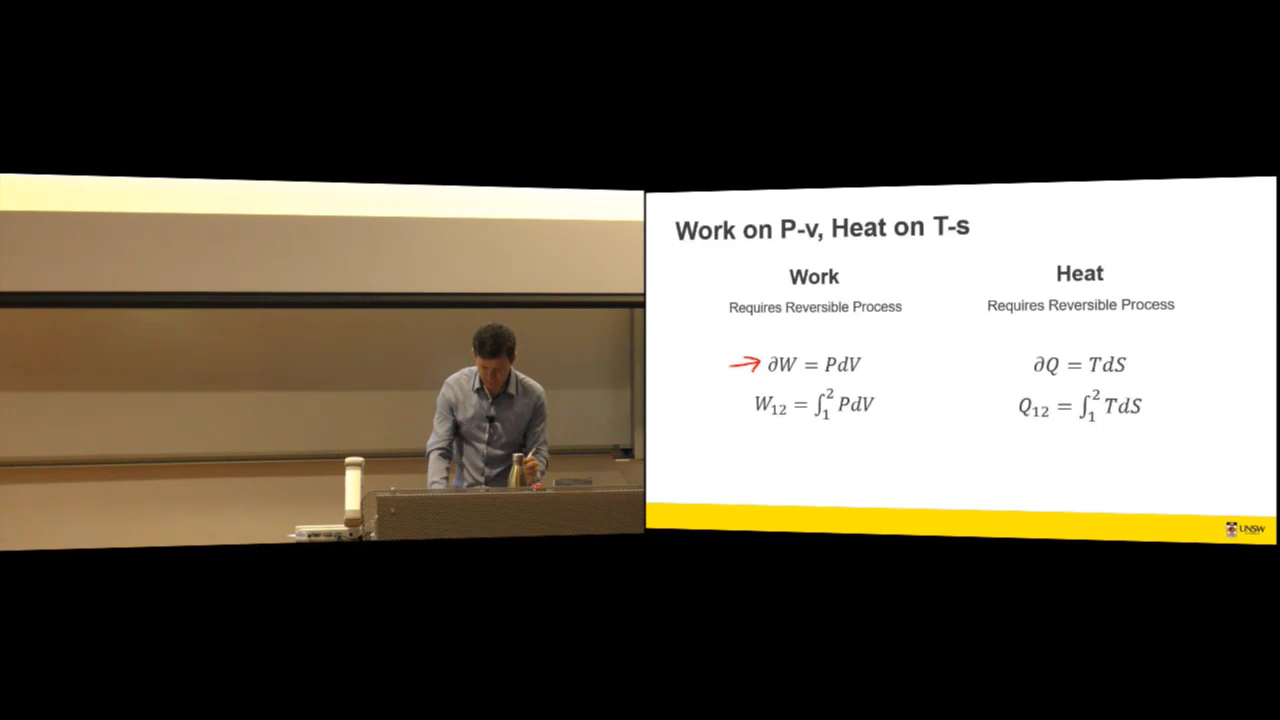 Work on P-v, Heat on T-s
Work
Heat
Requires Reversible Process
Requires Reversible Process
∂W = PdV
∂Q = TdS
W₁₂ = ∫₁² PdV
Q₁₂ = ∫₁² TdS
UNSW